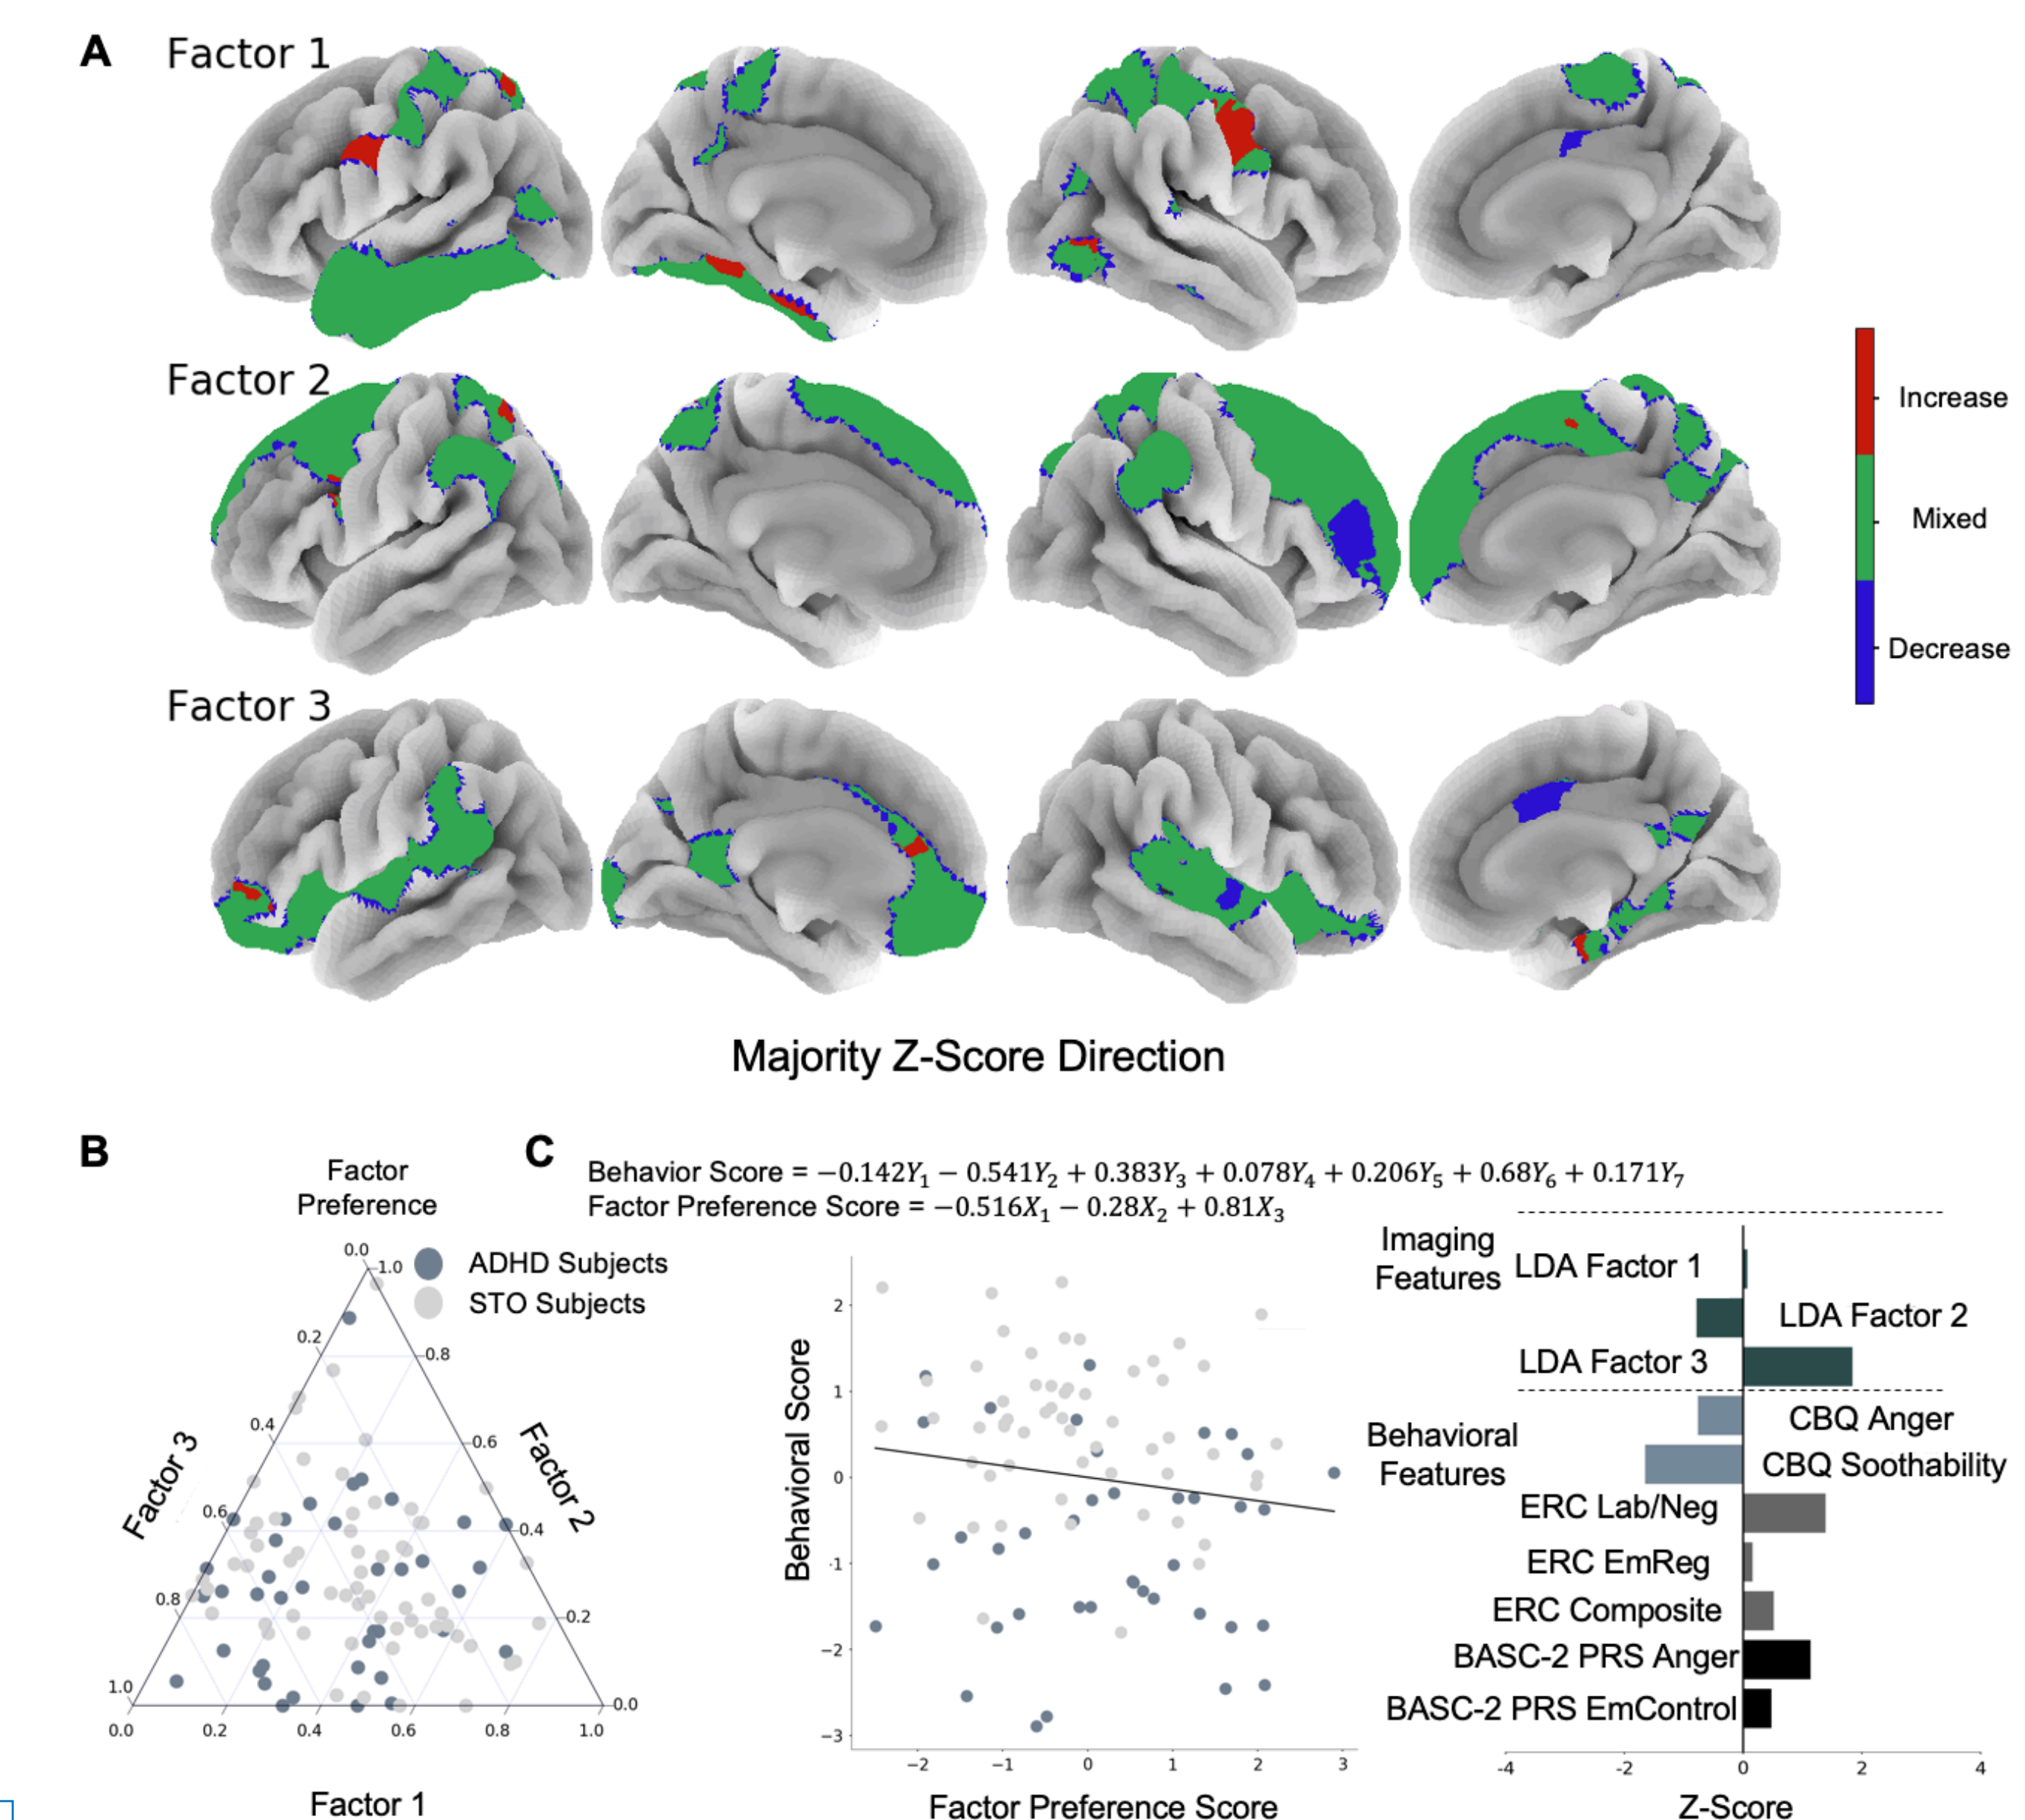 A
Factor 1
Factor 2
Factor 3
Increase
Mixed
Decrease
Majority Z-Score Direction
B
Factor
Preference
ADHD Subjects
STO Subjects
0.0
0.2
0.4
0.6
0.8
1.0
Factor 3
1.0
0.8
0.6
0.4
0.2
0.0
Factor 2
0.0
0.2
0.4
0.6
0.8
1.0
Factor 1
C
Behavior Score = −0.142Y₁ − 0.541Y₂ + 0.383Y₃ + 0.078Y₄ + 0.206Y₅ + 0.68Y₆ + 0.171Y₇
Factor Preference Score = −0.516X₁ − 0.28X₂ + 0.81X₃
Behavioral Score
2
1
0
-1
−2
−3
−2
−1
0
1
2
3
Factor Preference Score
Imaging
Features
LDA Factor 1
LDA Factor 2
LDA Factor 3
Behavioral
Features
CBQ Anger
CBQ Soothability
ERC Lab/Neg
ERC EmReg
ERC Composite
BASC-2 PRS Anger
BASC-2 PRS EmControl
-4
-2
0
2
4
Z-Score